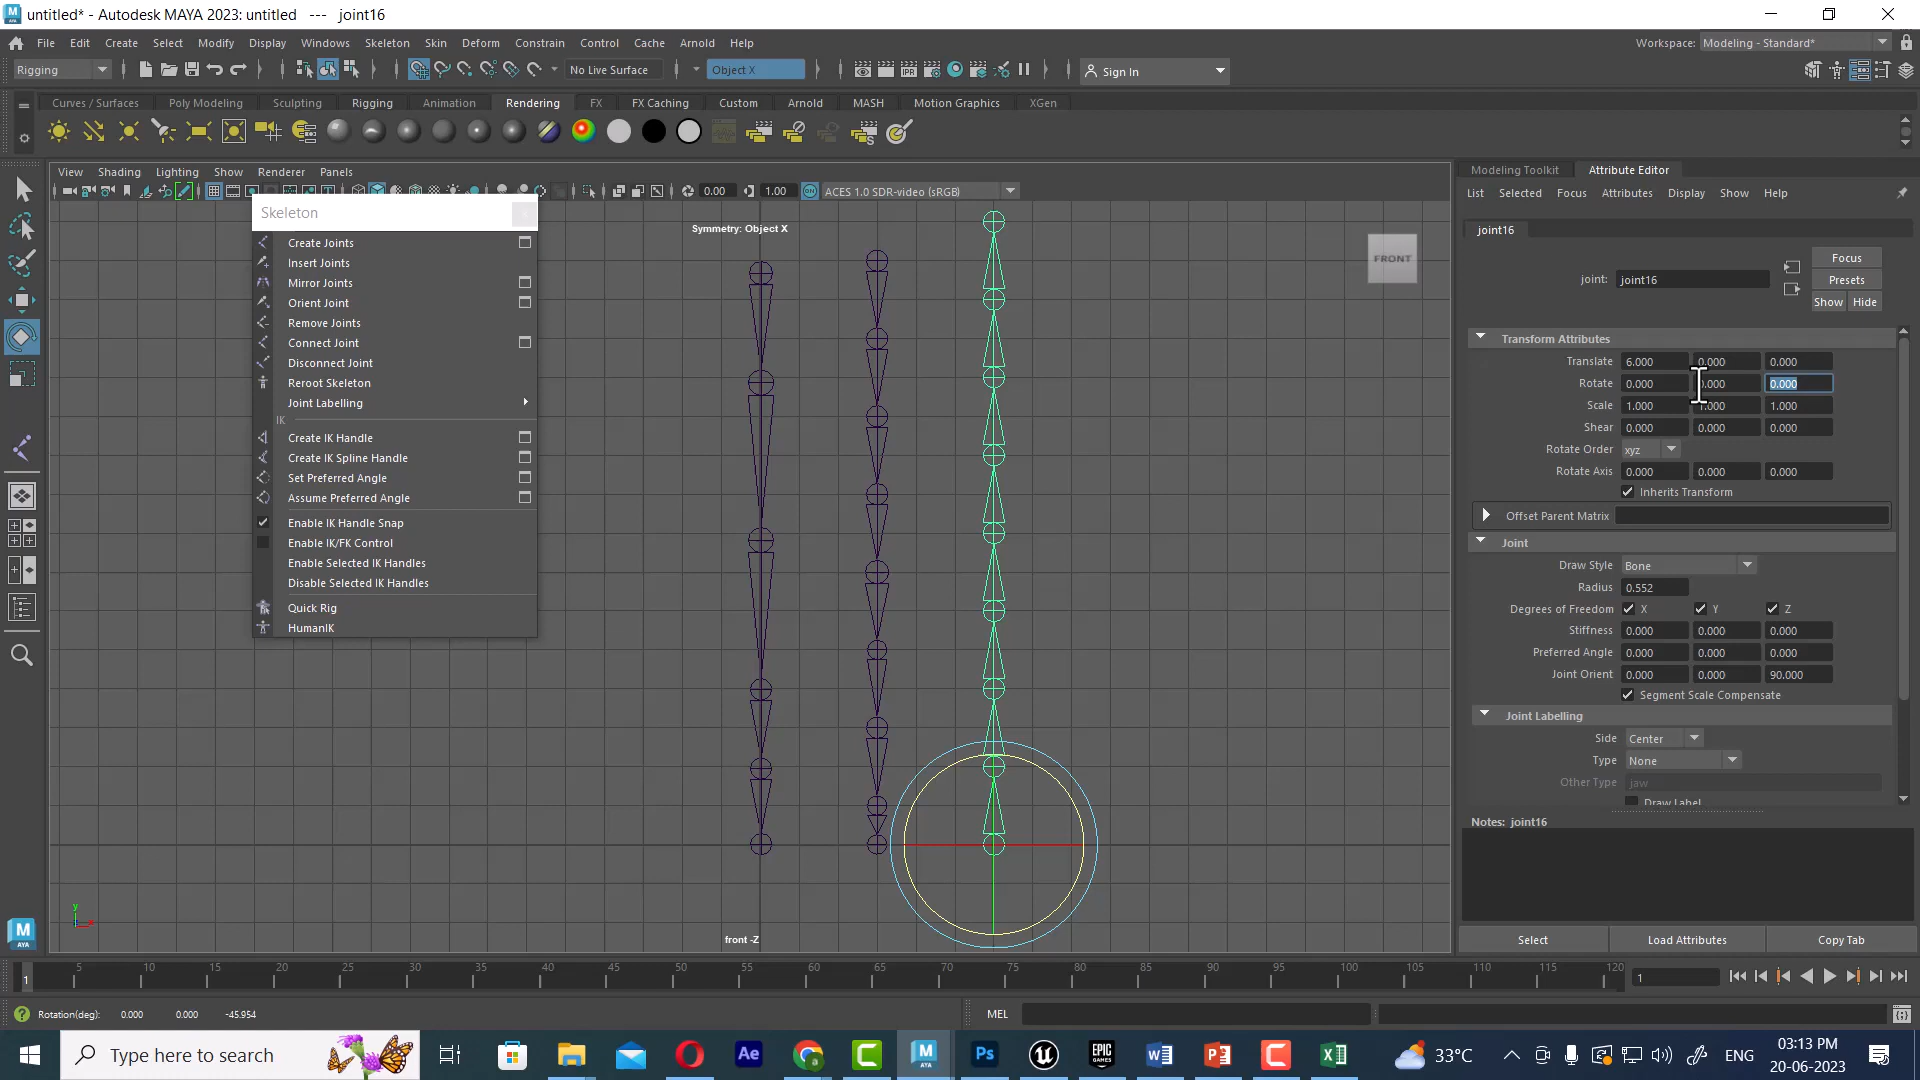 untitled* - Autodesk MAYA 2023: untitled --- joint16
File Edit Create Select Modify Display Windows Skeleton Skin Deform Constrain Control Cache Arnold Help
Workspace: Modeling - Standard*
Rigging No Live Surface Object X Sign In
Curves / Surfaces Poly Modeling Sculpting Rigging Animation Rendering FX FX Caching Custom Arnold MASH Motion Graphics XGen
View Shading Lighting Show Renderer Panels
0.00 1.00 ACES 1.0 SDR-video (sRGB)
Skeleton
Create Joints
Insert Joints
Mirror Joints
Orient Joint
Remove Joints
Connect Joint
Disconnect Joint
Reroot Skeleton
Joint Labelling
IK
Create IK Handle
Create IK Spline Handle
Set Preferred Angle
Assume Preferred Angle
Enable IK Handle Snap
Enable IK/FK Control
Enable Selected IK Handles
Disable Selected IK Handles
Quick Rig
HumanIK
Symmetry: Object X
FRONT
y
x
front -Z
Modeling Toolkit Attribute Editor
List Selected Focus Attributes Display Show Help
joint16
joint: joint16
Focus
Presets
Show Hide
Transform Attributes
Translate 6.000 0.000 0.000
Rotate 0.000 0.000 0.000
Scale 1.000 1.000 1.000
Shear 0.000 0.000 0.000
Rotate Order xyz
Rotate Axis 0.000 0.000 0.000
Inherits Transform
Offset Parent Matrix
Joint
Draw Style Bone
Radius 0.552
Degrees of Freedom X Y Z
Stiffness 0.000 0.000 0.000
Preferred Angle 0.000 0.000 0.000
Joint Orient 0.000 0.000 90.000
Segment Scale Compensate
Joint Labelling
Side Center
Type None
Other Type jaw
Draw Label
Notes: joint16
Select Load Attributes Copy Tab
1 5 10 15 20 25 30 35 40 45 50 55 60 65 70 75 80 85 90 95 100 105 110 115 120 1
Rotation(deg): 0.000 0.000 -45.954 MEL
Type here to search 33°C ENG 03:13 PM
20-06-2023